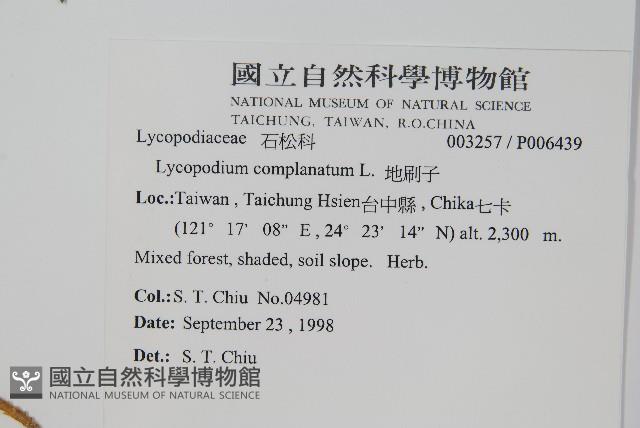 國立自然科學博物館
NATIONAL MUSEUM OF NATURAL SCIENCE
TAICHUNG, TAIWAN, R.O.CHINA
Lycopodiaceae 石松科 003257 / P006439
Lycopodium complanatum L. 地刷子
Loc.:Taiwan , Taichung Hsien台中縣 , Chika七卡
(121° 17' 08" E , 24° 23' 14" N) alt. 2,300 m.
Mixed forest, shaded, soil slope. Herb.
Col.: S. T. Chiu No.04981
Date: September 23 , 1998
Det.: S. T. Chiu
國立自然科學博物館
NATIONAL MUSEUM OF NATURAL SCIENCE